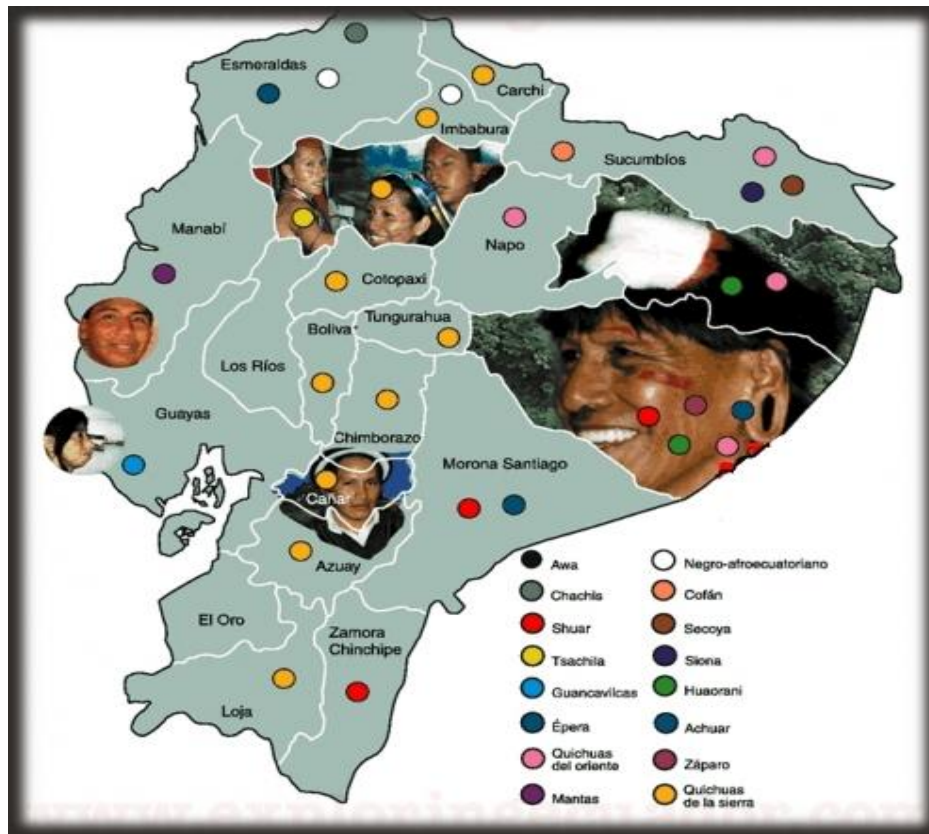 Esmeraldas
Carchi
Imbabura
Sucumbíos
Manabí
Napo
Cotopaxi
Tungurahua
Bolivar
Los Ríos
Guayas
Chimborazo
Morona Santiago
Cañar
Azuay
El Oro
Zamora
Chinchipe
Loja
Awa
Chachis
Shuar
Tsachila
Guancavilcas
Épera
Quichuas
del oriente
Mantas
Negro-afroecuatoriano
Cofán
Secoya
Siona
Huaorani
Achuar
Záparo
Quichuas
de la sierra